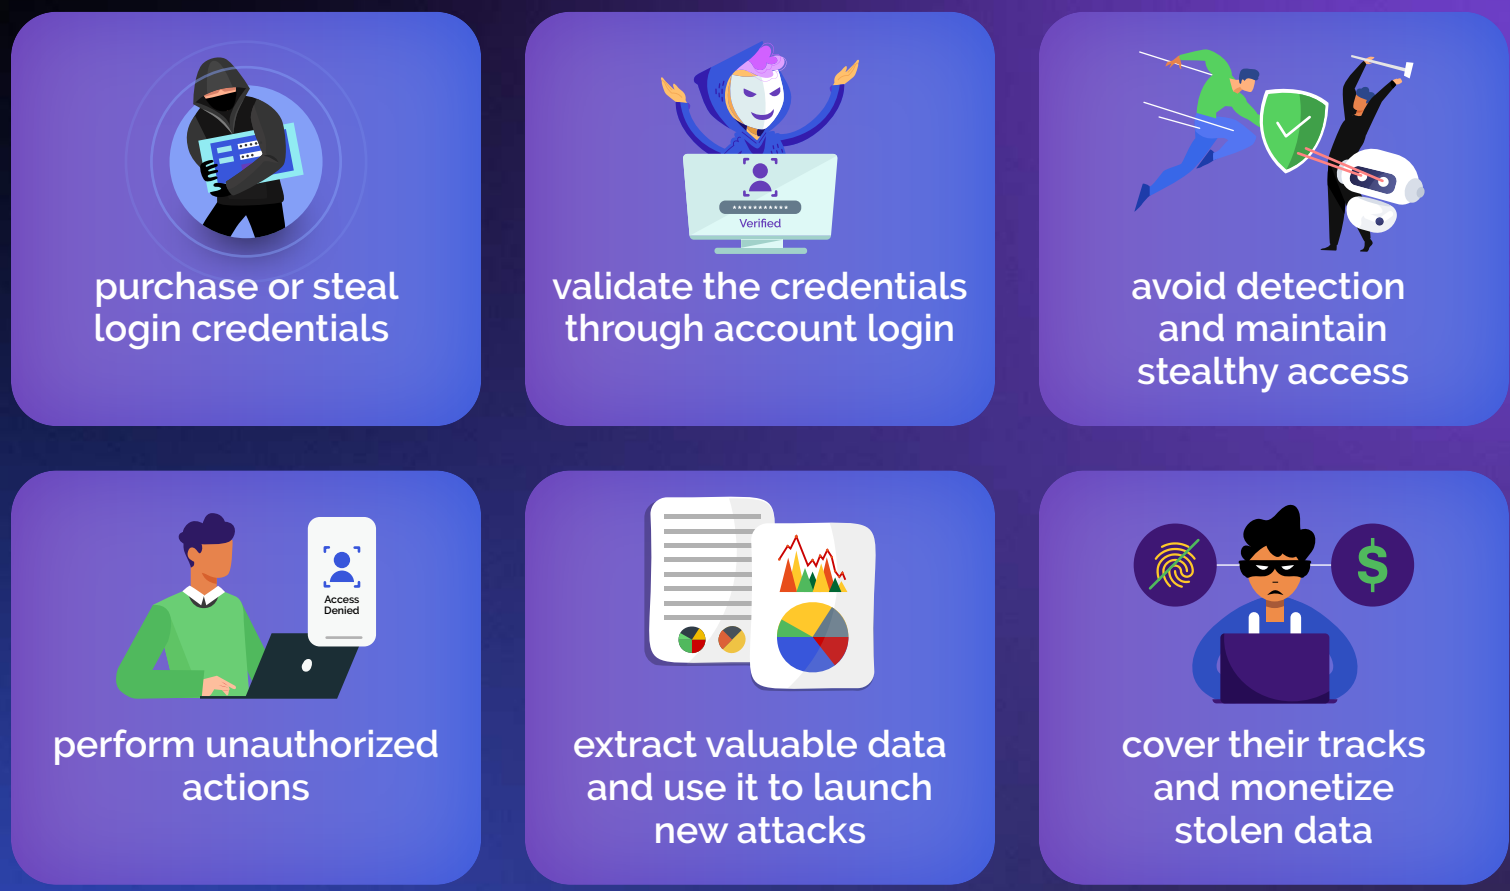 purchase or steal
login credentials
***********
Verified
validate the credentials
through account login
avoid detection
and maintain
stealthy access
Access
Denied
perform unauthorized
actions
extract valuable data
and use it to launch
new attacks
$
cover their tracks
and monetize
stolen data